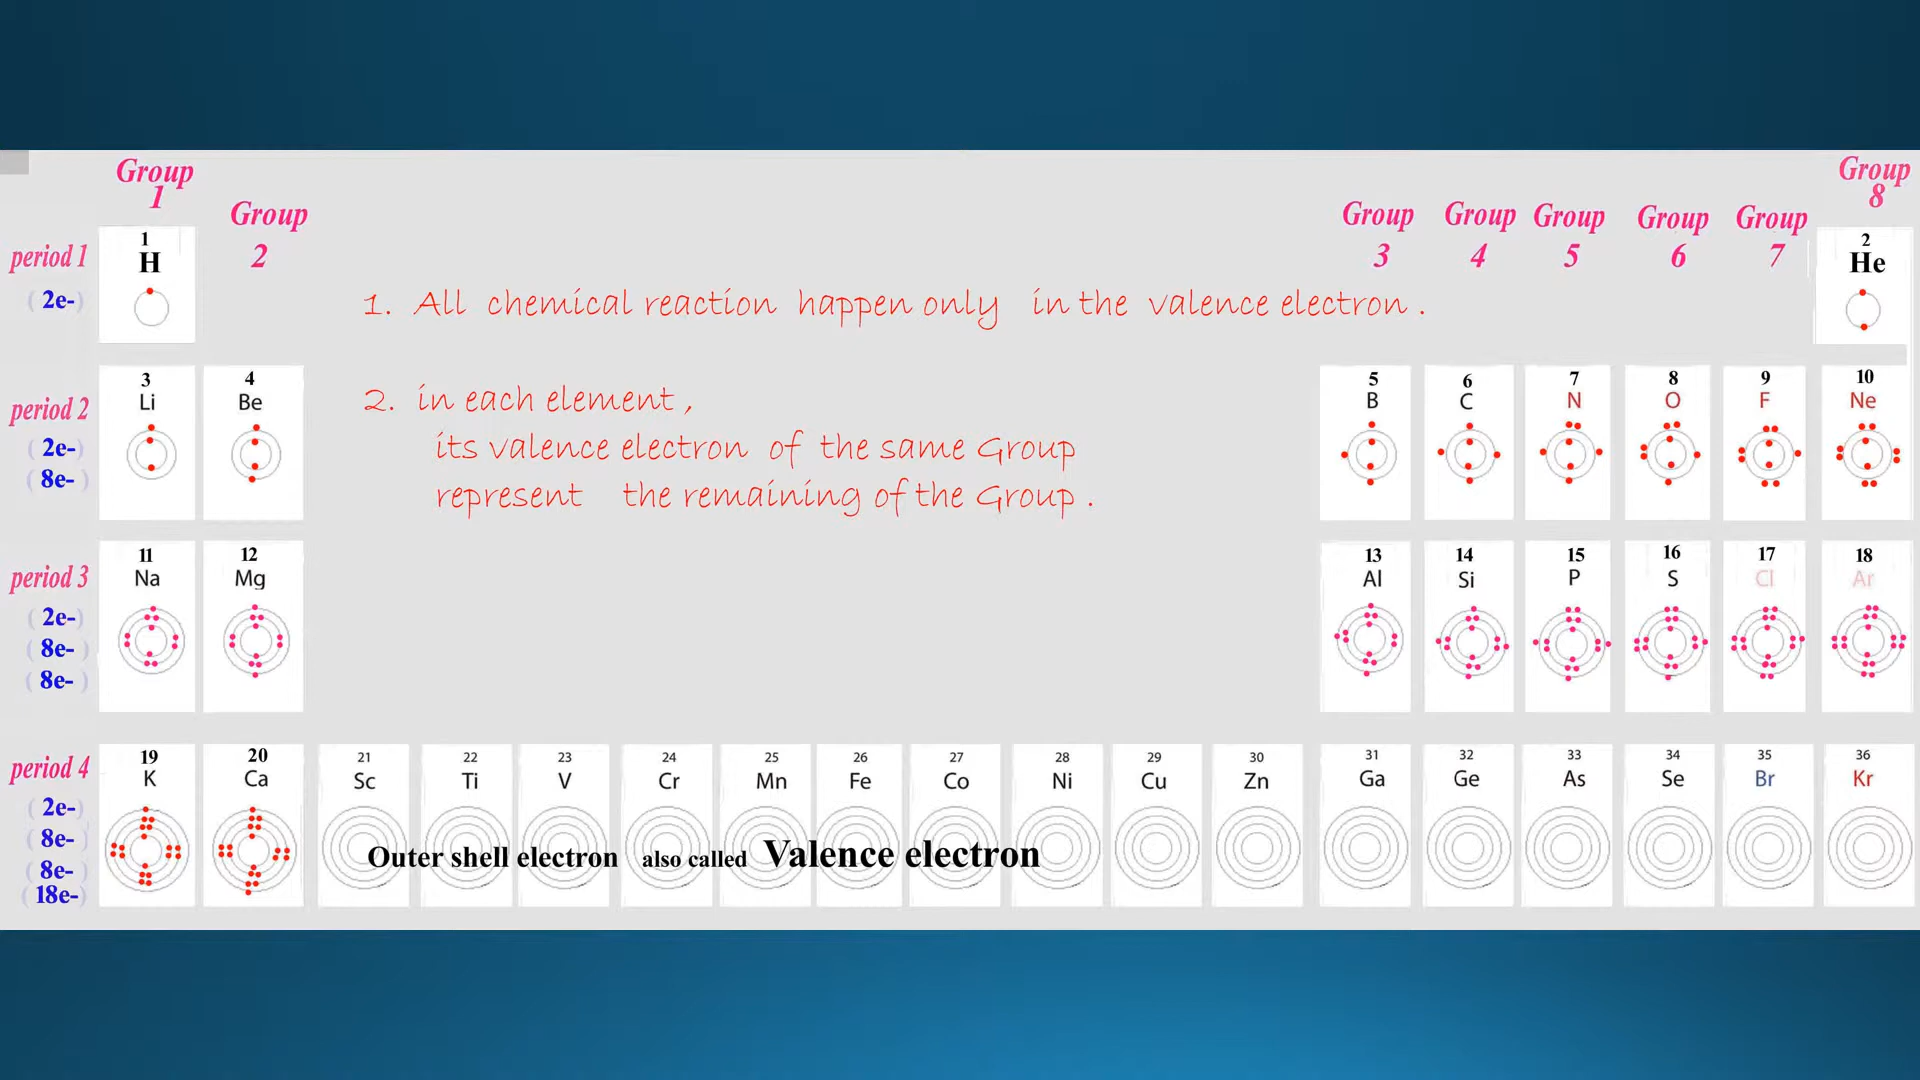 Group
1
Group
8
Group
2
Group
3
Group
4
Group
5
Group
6
Group
7
period 1
( 2e- )
1
H
2
He
1. All chemical reaction happen only in the valence electron .
period 2
( 2e- )
( 8e- )
3
Li
4
Be
2. in each element ,
its valence electron of the same Group
represent the remaining of the Group .
5
B
6
C
7
N
8
O
9
F
10
Ne
period 3
( 2e- )
( 8e- )
( 8e- )
11
Na
12
Mg
13
Al
14
Si
15
P
16
S
17
Cl
18
Ar
period 4
( 2e- )
( 8e- )
( 8e- )
( 18e- )
19
K
20
Ca
21
Sc
22
Ti
23
V
24
Cr
25
Mn
26
Fe
27
Co
28
Ni
29
Cu
30
Zn
31
Ga
32
Ge
33
As
34
Se
35
Br
36
Kr
Outer shell electron also called Valence electron